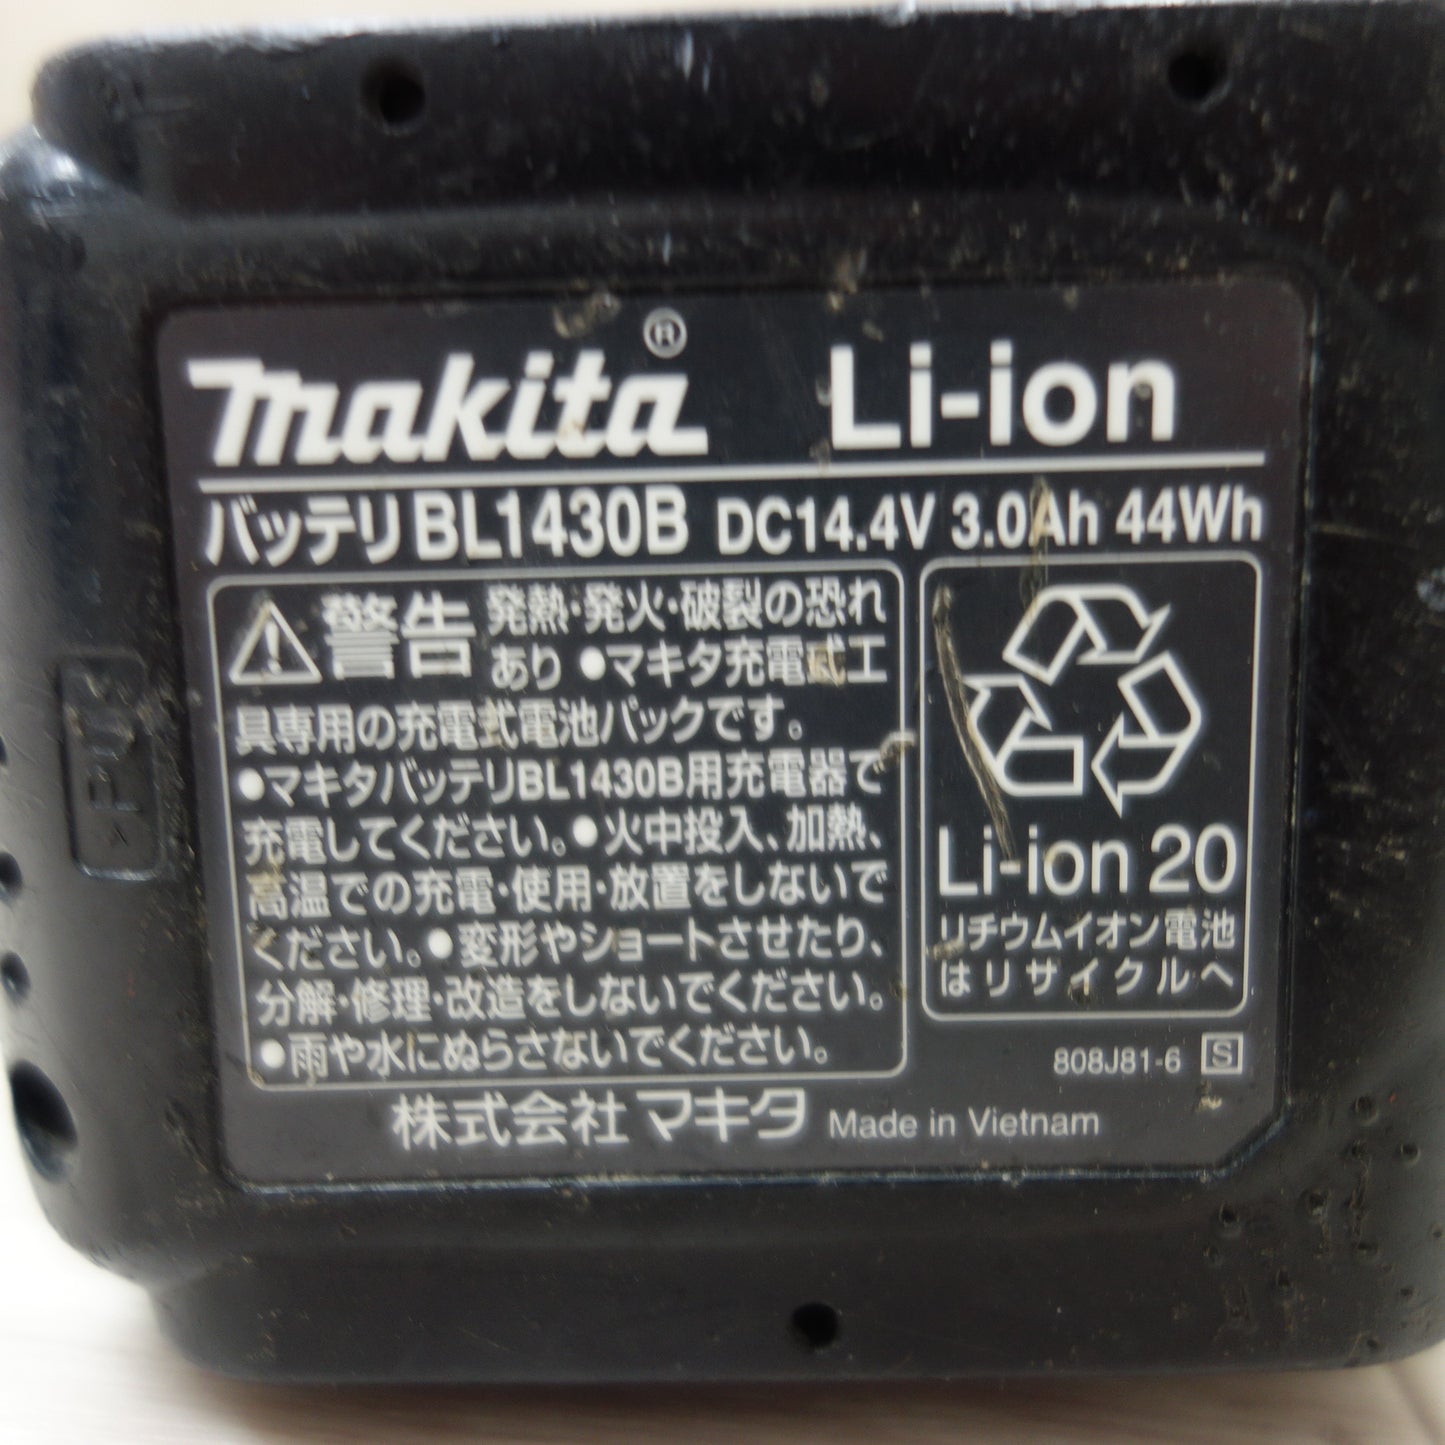 makita® Li-ion
バッテリBL1430B DC14.4V 3.0Ah 44Wh
⚠警告 発熱・発火・破裂の恐れ
あり ●マキタ充電式工
具専用の充電式電池パックです。
●マキタバッテリBL1430B用充電器で
充電してください。●火中投入、加熱、
高温での充電・使用・放置をしないで
ください。●変形やショートさせたり、
分解・修理・改造をしないでください。
●雨や水にぬらさないでください。
Li-ion 20
リチウムイオン電池
はリサイクルへ
808J81-6 S
株式会社マキタ Made in Vietnam